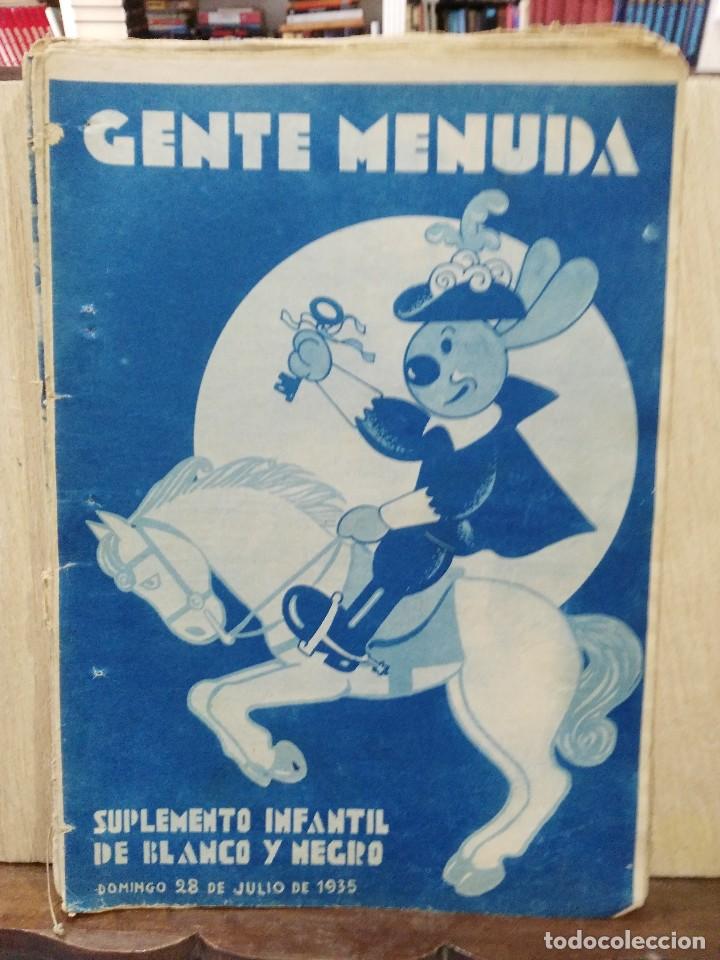 GENTE MENUDA
SUPLEMENTO INFANTIL
DE BLANCO Y NEGRO
DOMINGO 28 DE JULIO DE 1935
todocoleccion